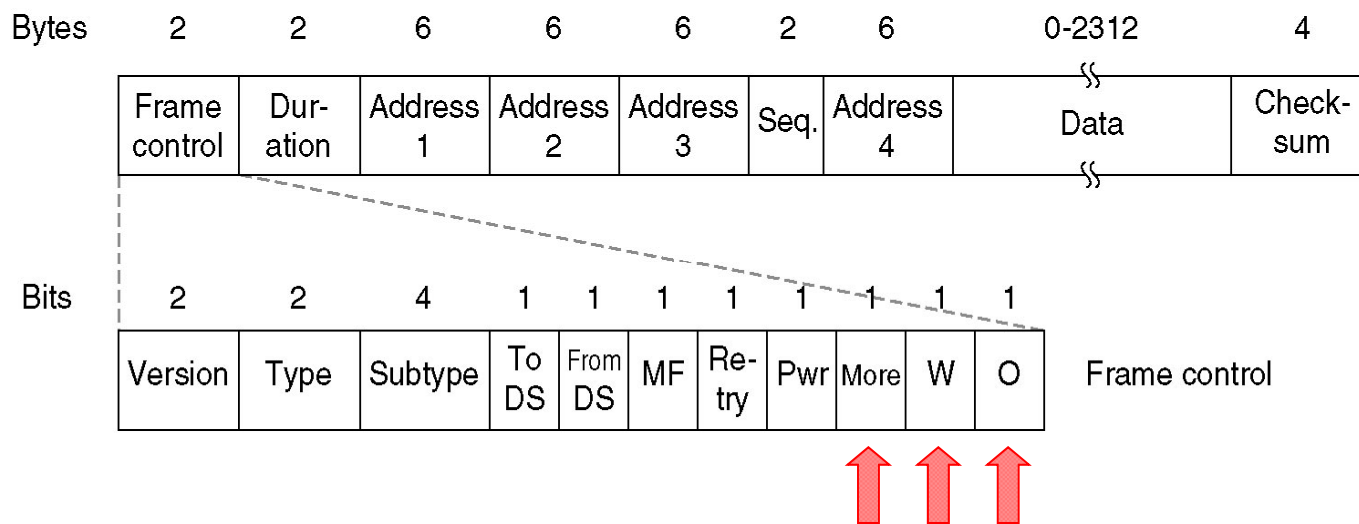 Bytes 2 2 6 6 6 2 6 0-2312 4
Frame control Dur-ation Address 1 Address 2 Address 3 Seq. Address 4 Data Check-sum
Bits 2 2 4 1 1 1 1 1 1 1 1
Version Type Subtype To DS From DS MF Re-try Pwr More W O Frame control